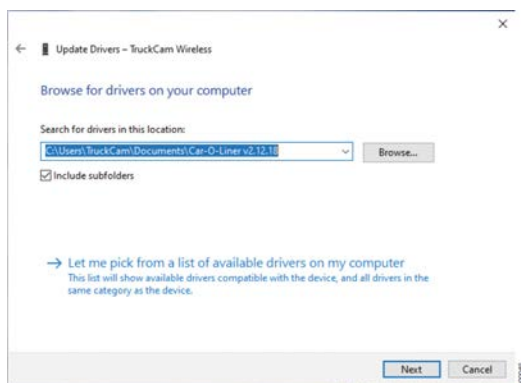 Update Drivers – TruckCam Wireless
Browse for drivers on your computer
Search for drivers in this location:
C:\Users\TruckCam\Documents\Car-O-Liner v2.12.18
Browse...
Include subfolders
Let me pick from a list of available drivers on my computer
This list will show available drivers compatible with the device, and all drivers in the
same category as the device.
Next Cancel